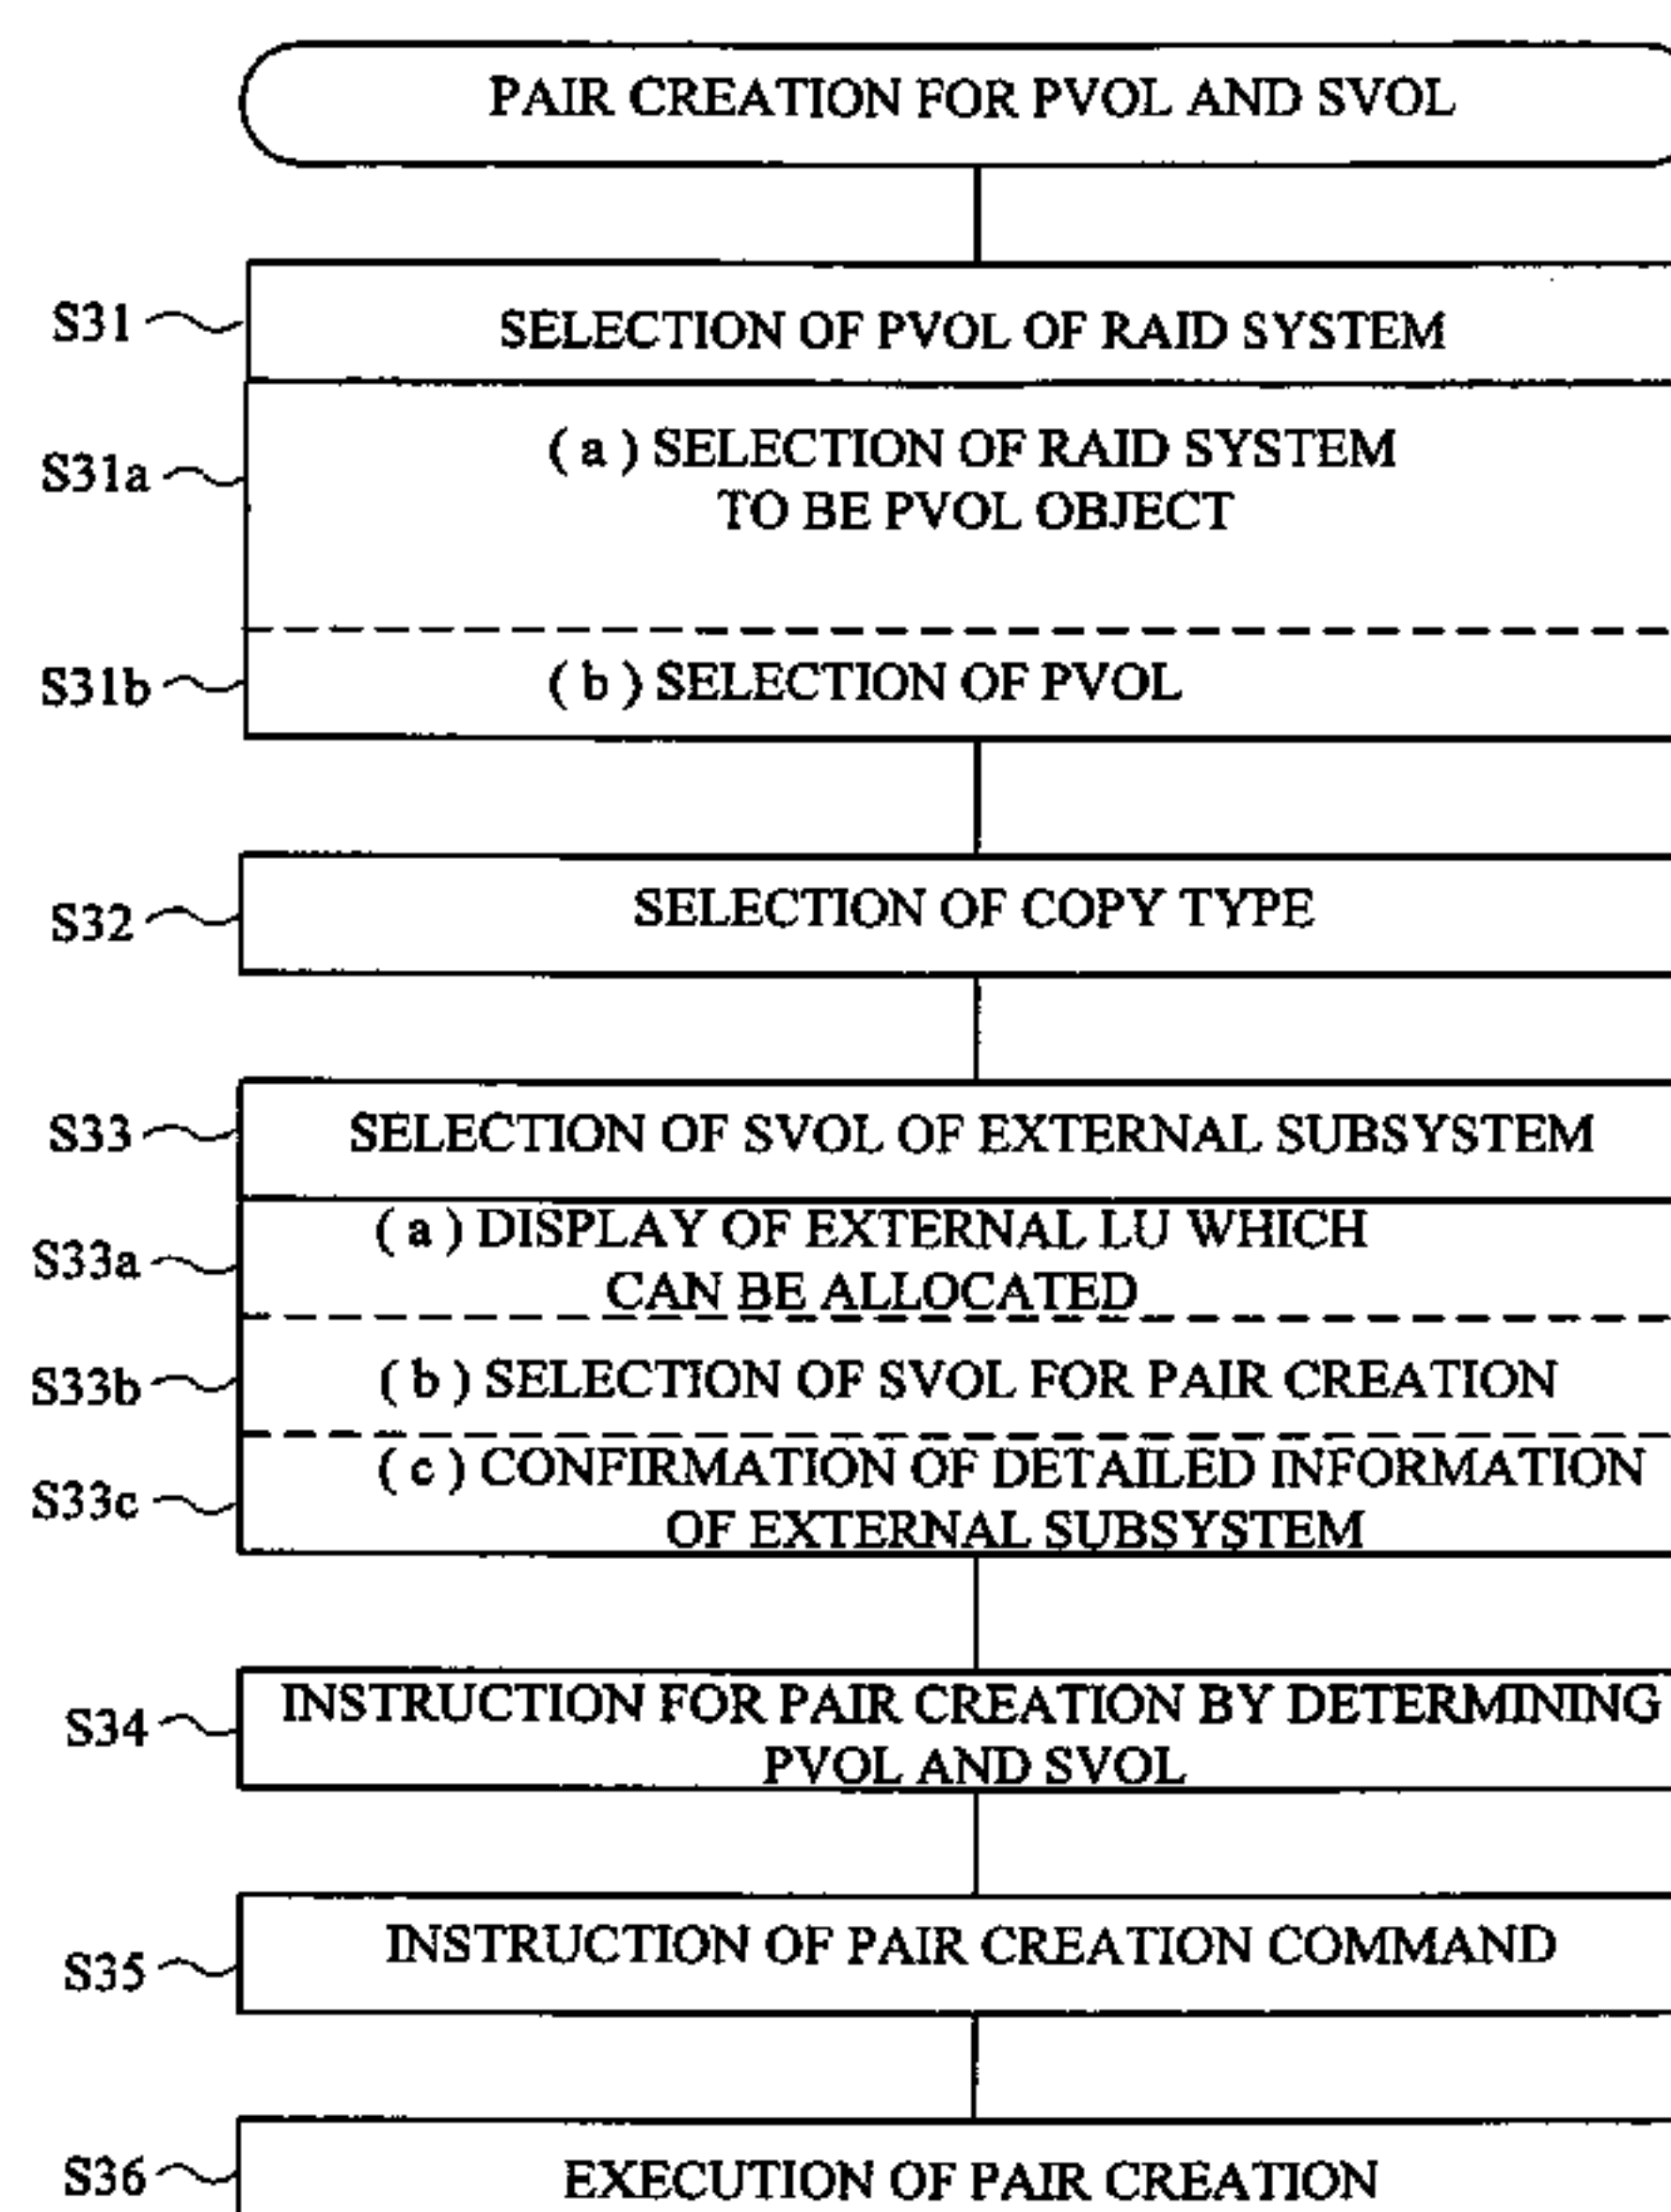 PAIR CREATION FOR PVOL AND SVOL
S31
SELECTION OF PVOL OF RAID SYSTEM
S31a
( a ) SELECTION OF RAID SYSTEM
TO BE PVOL OBJECT
S31b
( b ) SELECTION OF PVOL
S32
SELECTION OF COPY TYPE
S33
SELECTION OF SVOL OF EXTERNAL SUBSYSTEM
S33a
( a ) DISPLAY OF EXTERNAL LU WHICH
CAN BE ALLOCATED
S33b
( b ) SELECTION OF SVOL FOR PAIR CREATION
S33c
( c ) CONFIRMATION OF DETAILED INFORMATION
OF EXTERNAL SUBSYSTEM
S34
INSTRUCTION FOR PAIR CREATION BY DETERMINING
PVOL AND SVOL
S35
INSTRUCTION OF PAIR CREATION COMMAND
S36
EXECUTION OF PAIR CREATION